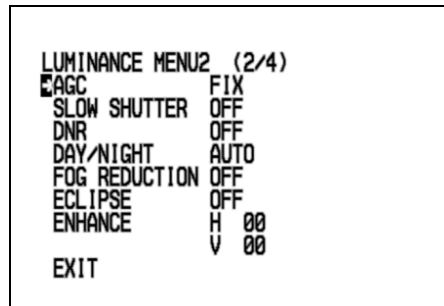 LUMINANCE MENU2 (2/4)
AGC FIX
SLOW SHUTTER OFF
DNR OFF
DAY/NIGHT AUTO
FOG REDUCTION OFF
ECLIPSE OFF
ENHANCE H 00
V 00
EXIT